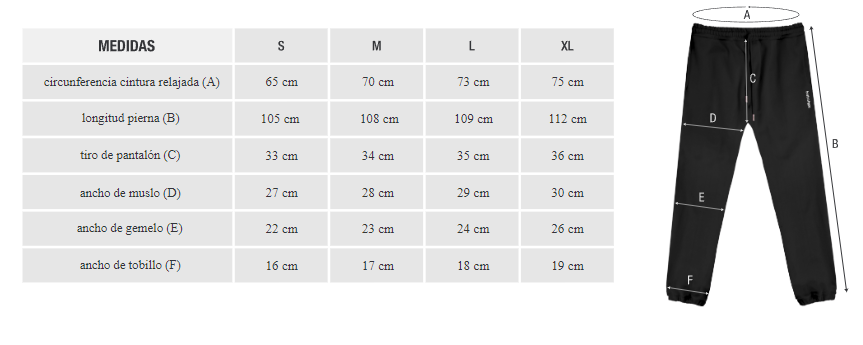 MEDIDAS S M L XL
circunferencia cintura relajada (A) 65 cm 70 cm 73 cm 75 cm
longitud pierna (B) 105 cm 108 cm 109 cm 112 cm
tiro de pantalón (C) 33 cm 34 cm 35 cm 36 cm
ancho de muslo (D) 27 cm 28 cm 29 cm 30 cm
ancho de gemelo (E) 22 cm 23 cm 24 cm 26 cm
ancho de tobillo (F) 16 cm 17 cm 18 cm 19 cm
A
C
D
B
E
F